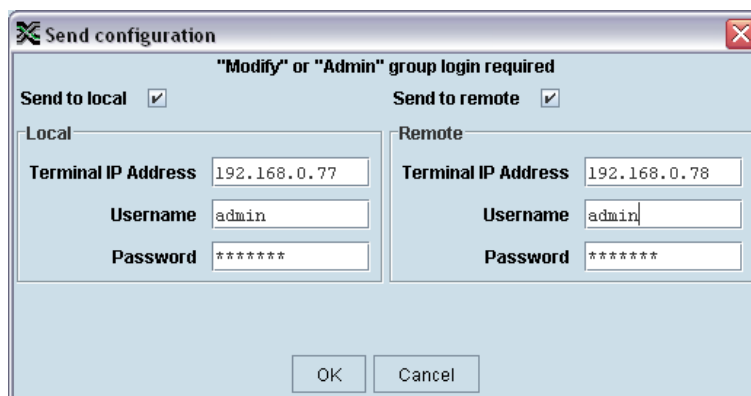 Send configuration
"Modify" or "Admin" group login required
Send to local
Send to remote
Local
Terminal IP Address 192.168.0.77
Username admin
Password *******
Remote
Terminal IP Address 192.168.0.78
Username admin
Password *******
OK
Cancel